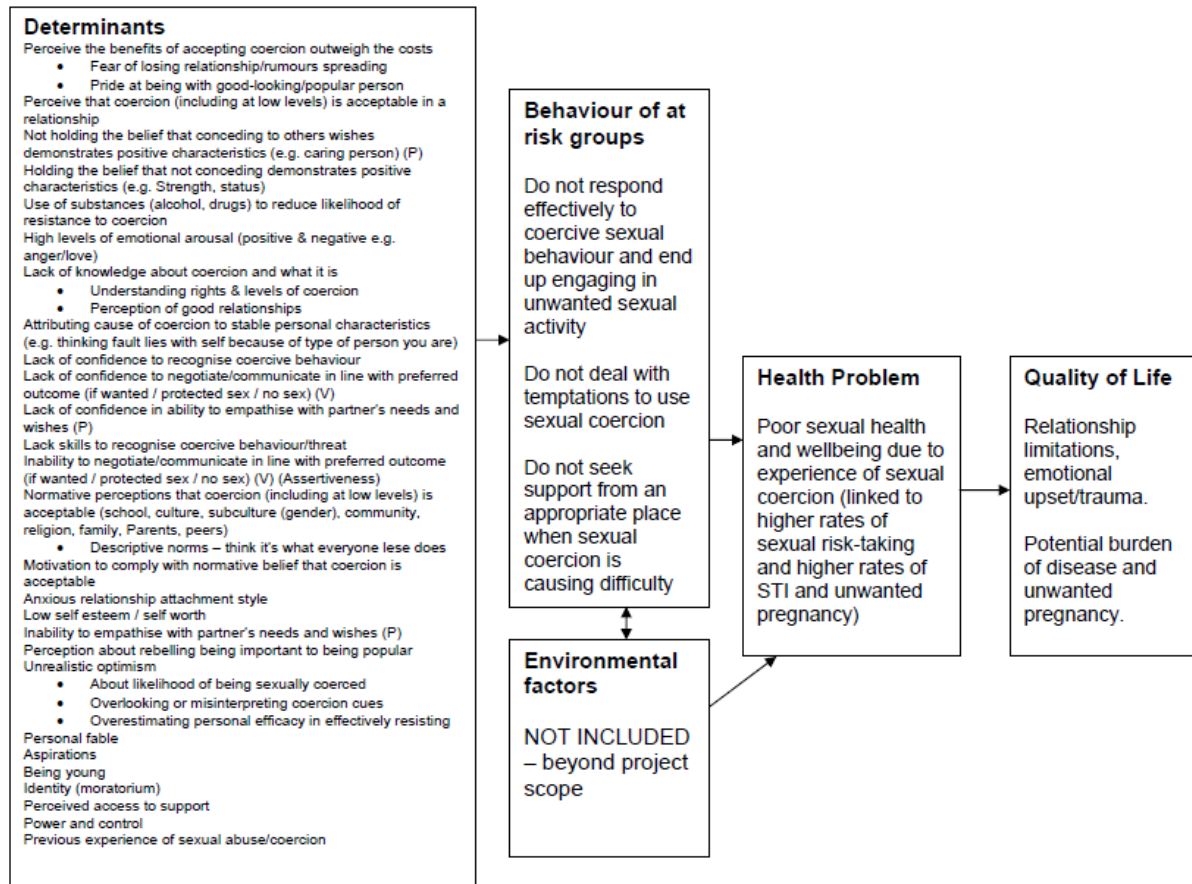 Determinants
Perceive the benefits of accepting coercion outweigh the costs
• Fear of losing relationship/rumours spreading
• Pride at being with good-looking/popular person
Perceive that coercion (including at low levels) is acceptable in a
relationship
Not holding the belief that conceding to others wishes
demonstrates positive characteristics (e.g. caring person) (P)
Holding the belief that not conceding demonstrates positive
characteristics (e.g. Strength, status)
Use of substances (alcohol, drugs) to reduce likelihood of
resistance to coercion
High levels of emotional arousal (positive & negative e.g.
anger/love)
Lack of knowledge about coercion and what it is
• Understanding rights & levels of coercion
• Perception of good relationships
Attributing cause of coercion to stable personal characteristics
(e.g. thinking fault lies with self because of type of person you are)
Lack of confidence to recognise coercive behaviour
Lack of confidence to negotiate/communicate in line with preferred
outcome (if wanted / protected sex / no sex) (V)
Lack of confidence in ability to empathise with partner's needs and
wishes (P)
Lack skills to recognise coercive behaviour/threat
Inability to negotiate/communicate in line with preferred outcome
(if wanted / protected sex / no sex) (V) (Assertiveness)
Normative perceptions that coercion (including at low levels) is
acceptable (school, culture, subculture (gender), community,
religion, family, Parents, peers)
• Descriptive norms – think it's what everyone lese does
Motivation to comply with normative belief that coercion is
acceptable
Anxious relationship attachment style
Low self esteem / self worth
Inability to empathise with partner's needs and wishes (P)
Perception about rebelling being important to being popular
Unrealistic optimism
• About likelihood of being sexually coerced
• Overlooking or misinterpreting coercion cues
• Overestimating personal efficacy in effectively resisting
Personal fable
Aspirations
Being young
Identity (moratorium)
Perceived access to support
Power and control
Previous experience of sexual abuse/coercion
Behaviour of at
risk groups
Do not respond
effectively to
coercive sexual
behaviour and end
up engaging in
unwanted sexual
activity
Do not deal with
temptations to use
sexual coercion
Do not seek
support from an
appropriate place
when sexual
coercion is
causing difficulty
Environmental
factors
NOT INCLUDED
– beyond project
scope
Health Problem
Poor sexual health
and wellbeing due to
experience of sexual
coercion (linked to
higher rates of
sexual risk-taking
and higher rates of
STI and unwanted
pregnancy)
Quality of Life
Relationship
limitations,
emotional
upset/trauma.
Potential burden
of disease and
unwanted
pregnancy.